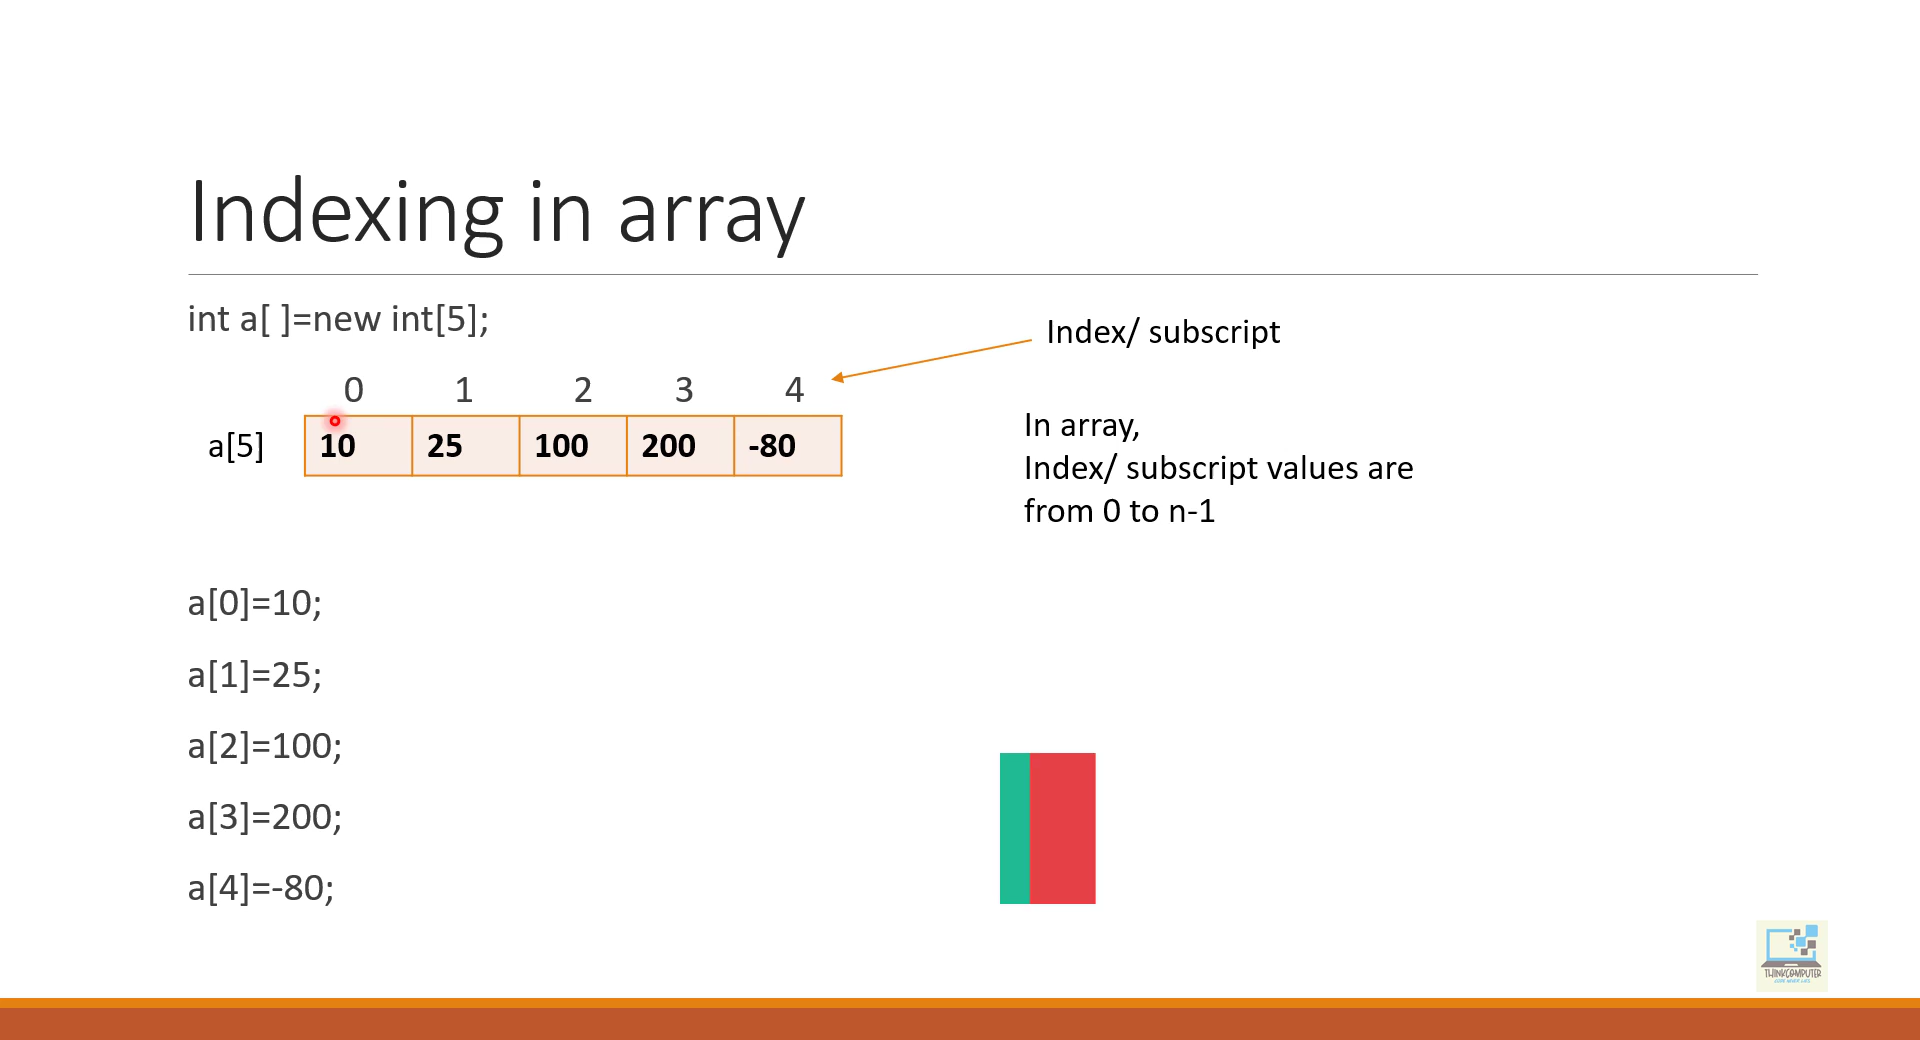 Indexing in array
int a[ ]=new int[5];
Index/ subscript
0 1 2 3 4
a[5] 10 25 100 200 -80
In array,
Index/ subscript values are
from 0 to n-1
a[0]=10;
a[1]=25;
a[2]=100;
a[3]=200;
a[4]=-80;
THINKCOMPUTER